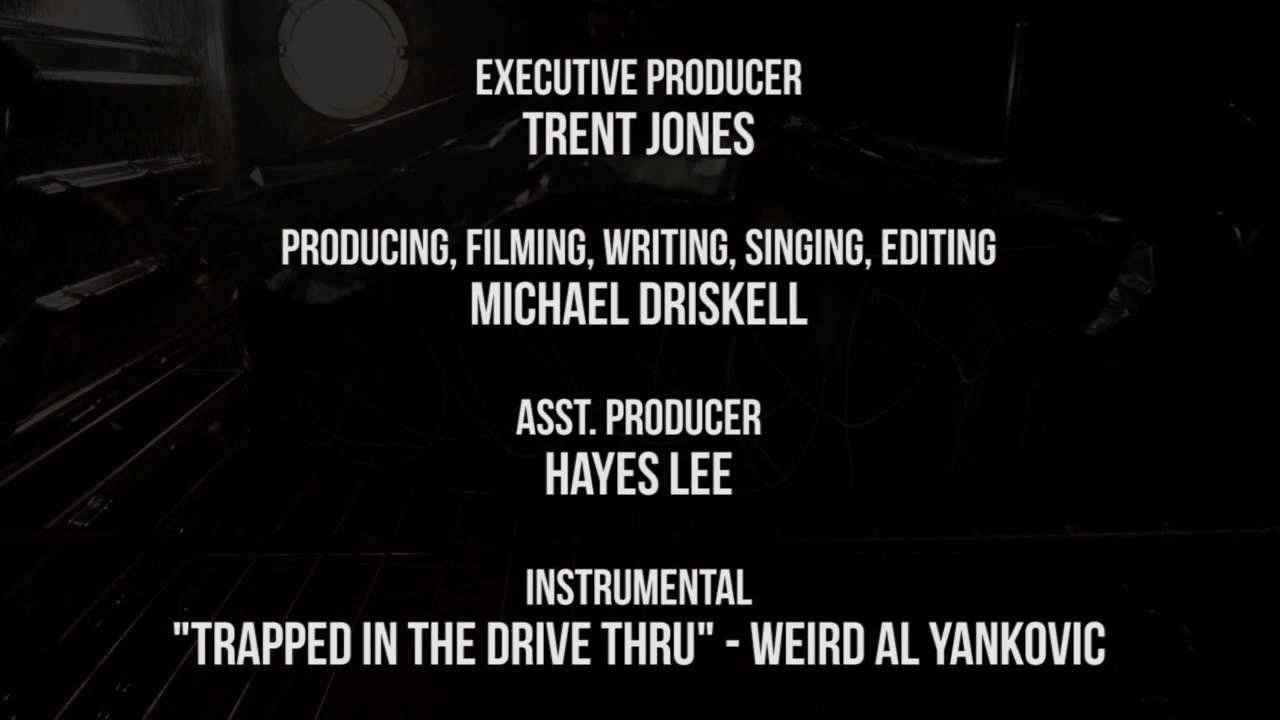 EXECUTIVE PRODUCER
TRENT JONES
PRODUCING, FILMING, WRITING, SINGING, EDITING
MICHAEL DRISKELL
ASST. PRODUCER
HAYES LEE
INSTRUMENTAL
"TRAPPED IN THE DRIVE THRU" - WEIRD AL YANKOVIC